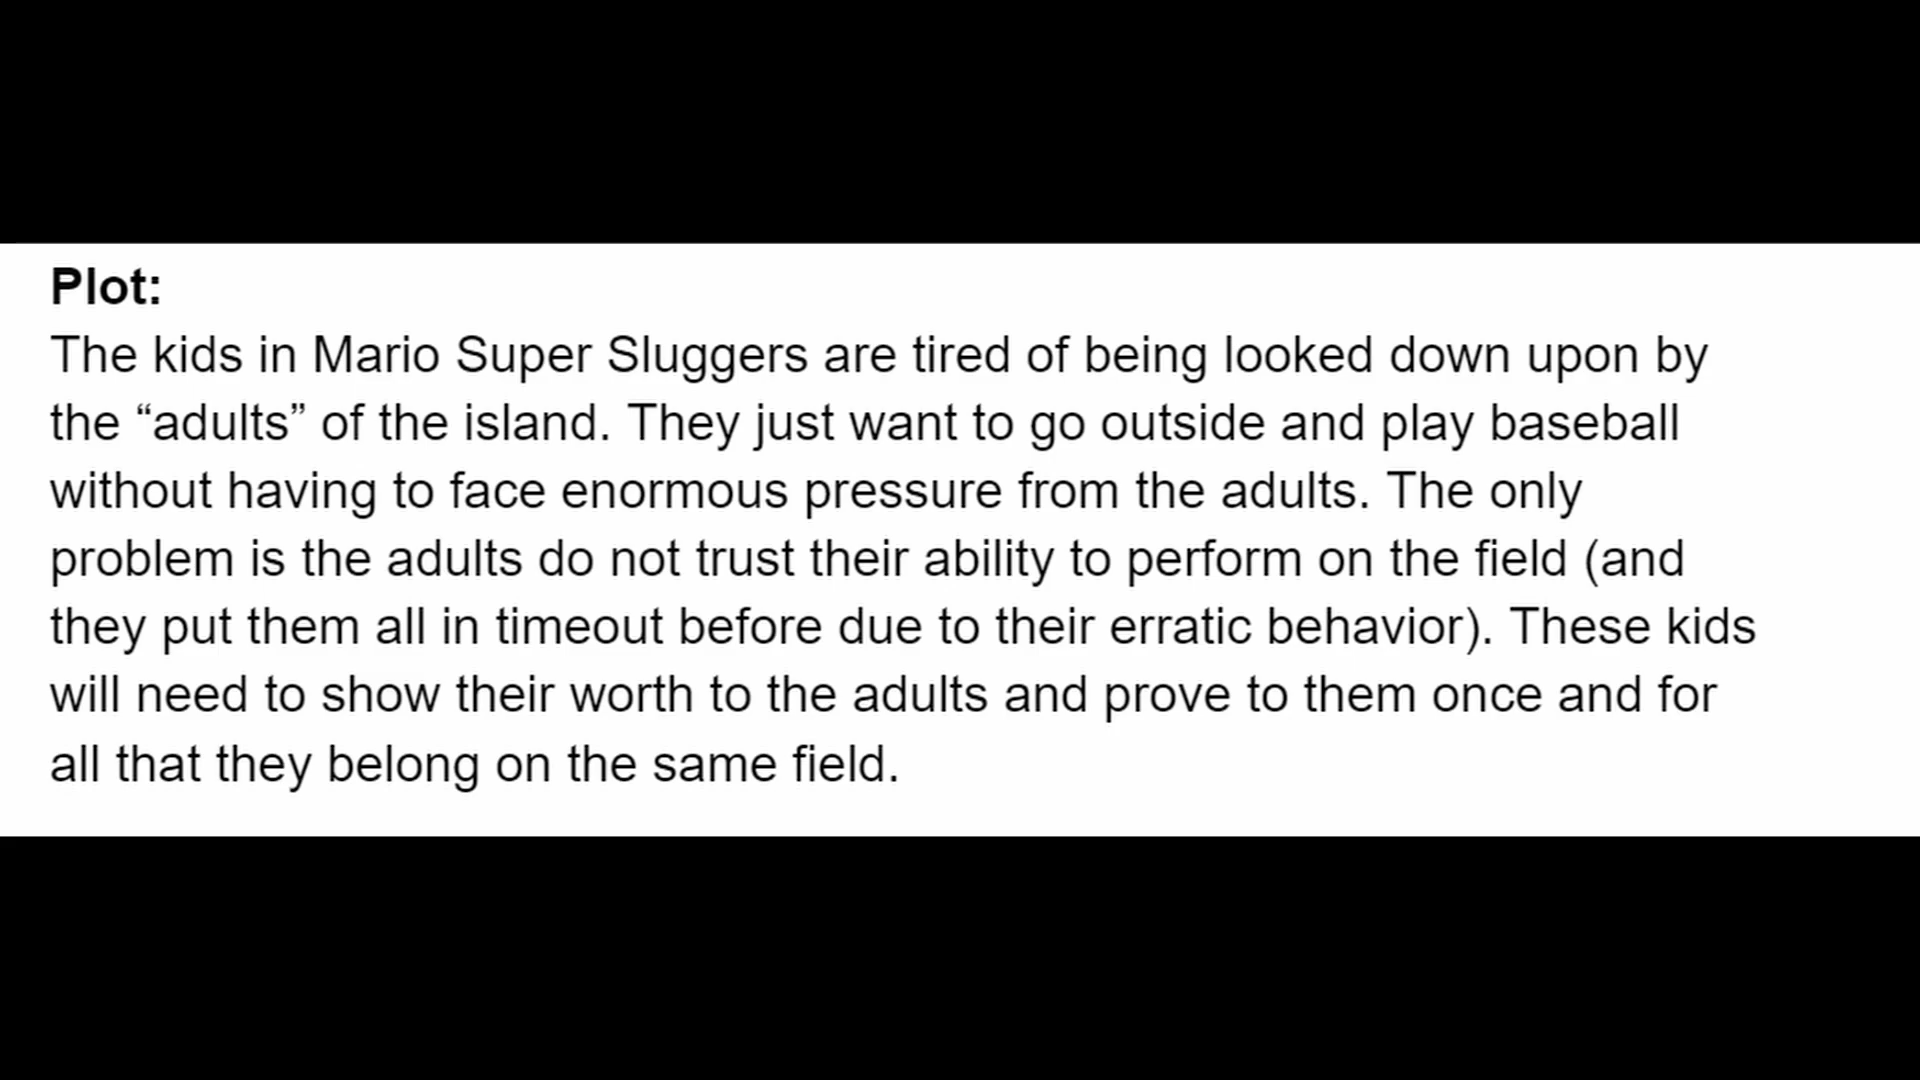 Plot:
The kids in Mario Super Sluggers are tired of being looked down upon by
the “adults” of the island. They just want to go outside and play baseball
without having to face enormous pressure from the adults. The only
problem is the adults do not trust their ability to perform on the field (and
they put them all in timeout before due to their erratic behavior). These kids
will need to show their worth to the adults and prove to them once and for
all that they belong on the same field.